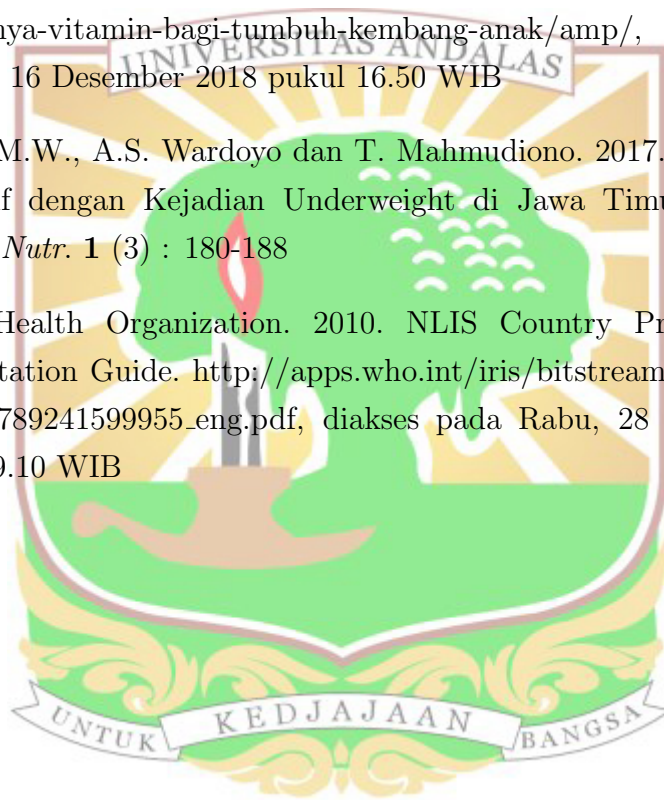 nya-vitamin-bagi-tumbuh-kembang-anak/amp/,
UNIVERSITAS ANDALAS
16 Desember 2018 pukul 16.50 WIB
M.W., A.S. Wardoyo dan T. Mahmudiono. 2017.
f dengan Kejadian Underweight di Jawa Timu
Nutr. 1 (3) : 180-188
Health Organization. 2010. NLIS Country Pr
tation Guide. http://apps.who.int/iris/bitstream
789241599955_eng.pdf, diakses pada Rabu, 28
9.10 WIB
UNTUK KEDJAJAAN BANGSA